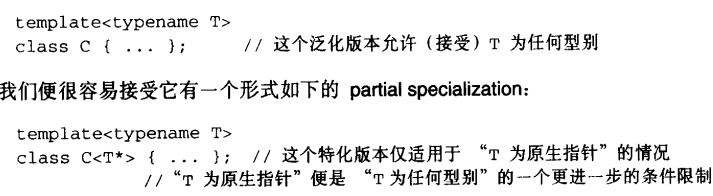 template<typename T>
class C { ... };      // 这个泛化版本允许（接受）T 为任何型别
我们便很容易接受它有一个形式如下的 partial specialization：
template<typename T>
class C<T*> { ... };  // 这个特化版本仅适用于 “T 为原生指针”的情况
// “T 为原生指针”便是 “T 为任何型别”的一个更进一步的条件限制